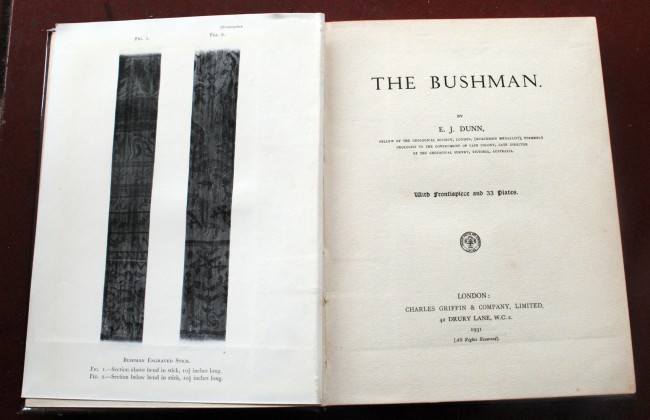 [Frontispiece
Fig. 1.
Fig. 2.
Bushman Engraved Stick.
Fig. 1.—Section above bend in stick, 10¾ inches long.
Fig. 2.—Section below bend in stick, 10¾ inches long.
THE BUSHMAN.
BY
E. J. DUNN,
FELLOW OF THE GEOLOGICAL SOCIETY, LONDON, (MURCHISON MEDALLIST), FORMERLY
GEOLOGIST TO THE GOVERNMENT OF CAPE COLONY, LATE DIRECTOR
OF THE GEOLOGICAL SURVEY, VICTORIA, AUSTRALIA.
With Frontispiece and 33 Plates.
LONDON:
CHARLES GRIFFIN & COMPANY, LIMITED,
42 DRURY LANE, W.C. 2.
1931
[All Rights Reserved].